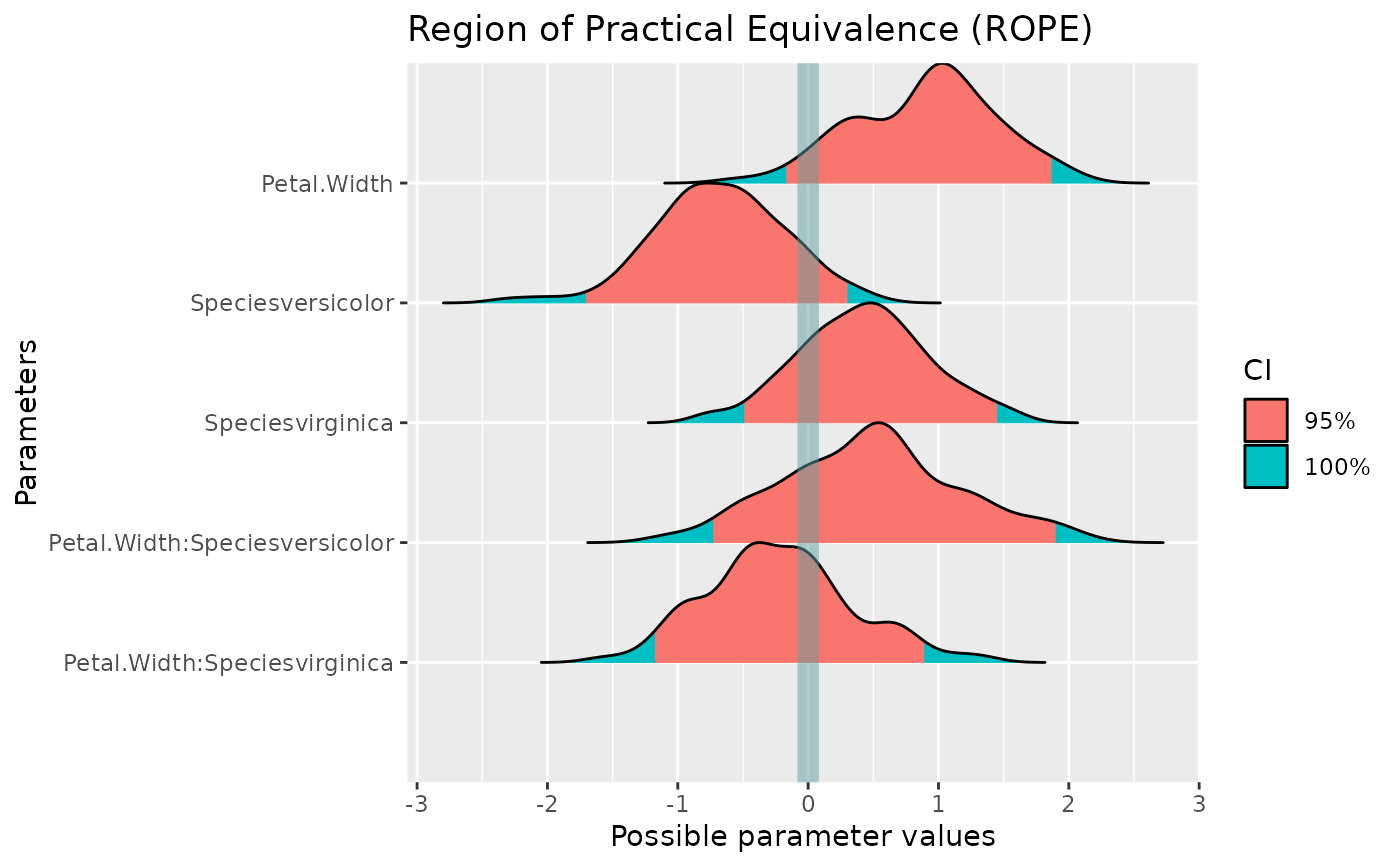 Region of Practical Equivalence (ROPE)
Parameters
Petal.Width
Speciesversicolor
Speciesvirginica
Petal.Width:Speciesversicolor
Petal.Width:Speciesvirginica
-3 -2 -1 0 1 2 3
Possible parameter values
CI
95%
100%